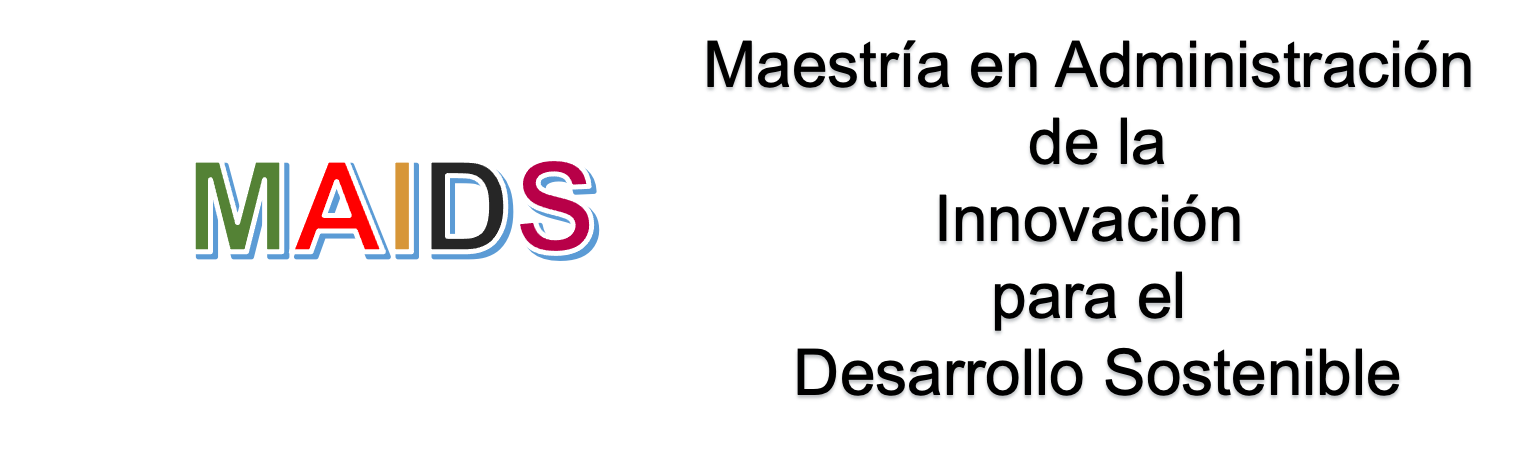 MAIDS
Maestría en Administración
de la
Innovación
para el
Desarrollo Sostenible